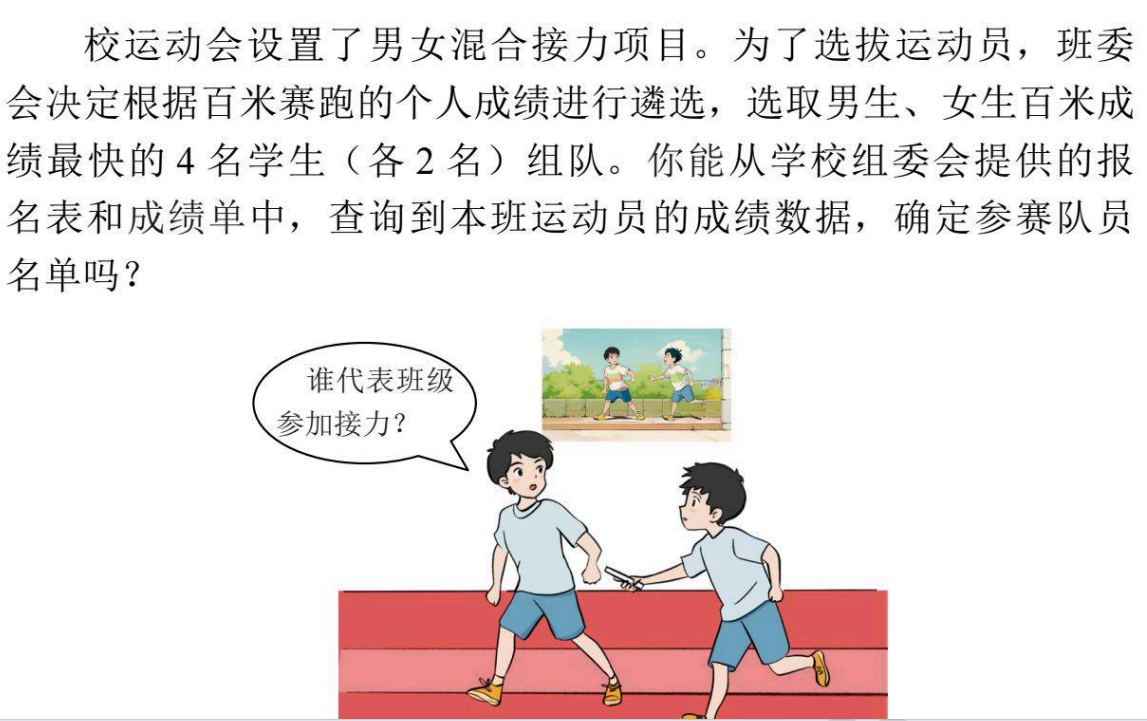 校运动会设置了男女混合接力项目。为了选拔运动员，班委
会决定根据百米赛跑的个人成绩进行遴选，选取男生、女生百米成
绩最快的 4 名学生（各 2 名）组队。你能从学校组委会提供的报
名表和成绩单中，查询到本班运动员的成绩数据，确定参赛队员
名单吗？
谁代表班级
参加接力？